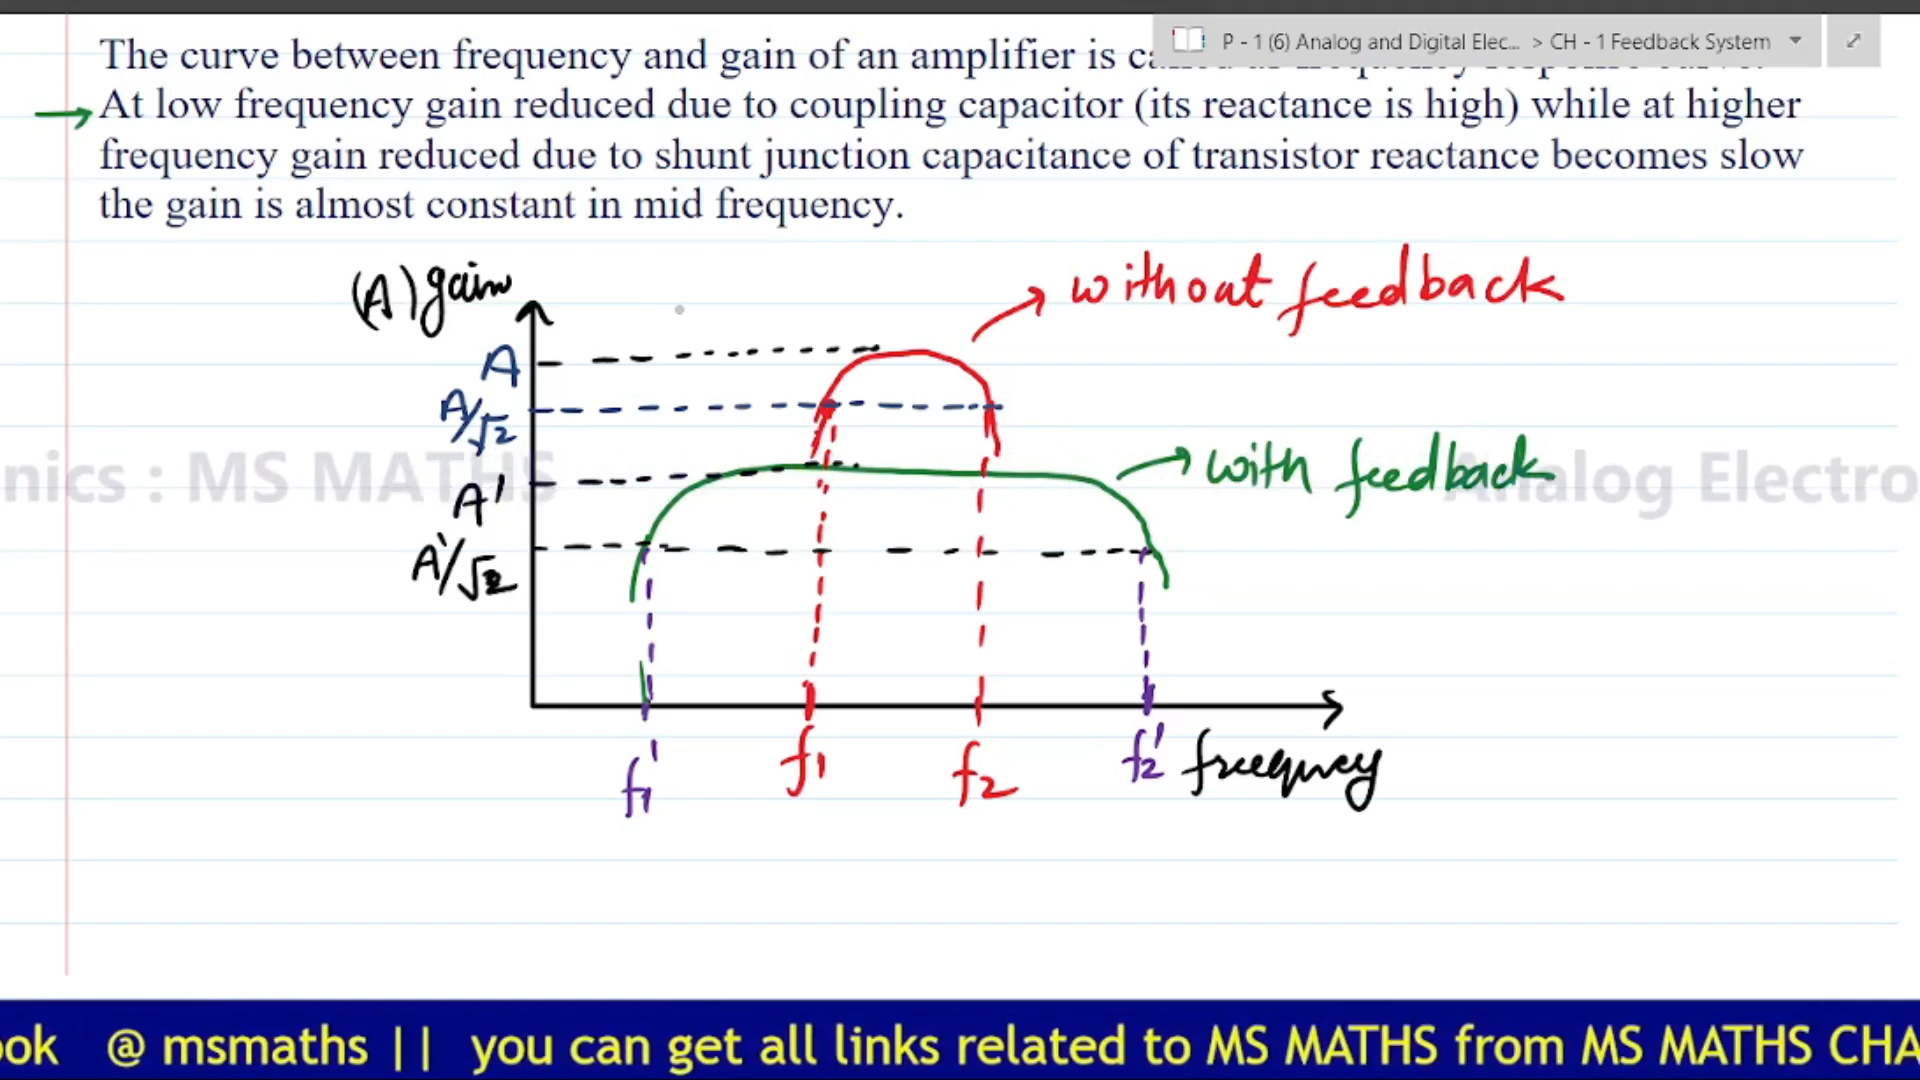 P - 1 (6) Analog and Digital Elec... > CH - 1 Feedback System
The curve between frequency and gain of an amplifier is
At low frequency gain reduced due to coupling capacitor (its reactance is high) while at higher
frequency gain reduced due to shunt junction capacitance of transistor reactance becomes slow
the gain is almost constant in mid frequency.
(A) gain
without feedback
A
A/√2
with feedback
A'
A'/√2
f1'
f1
f2
f2'
frequency
nics : MS MATHS
Analog Electro
@ msmaths || you can get all links related to MS MATHS from MS MATHS CHA